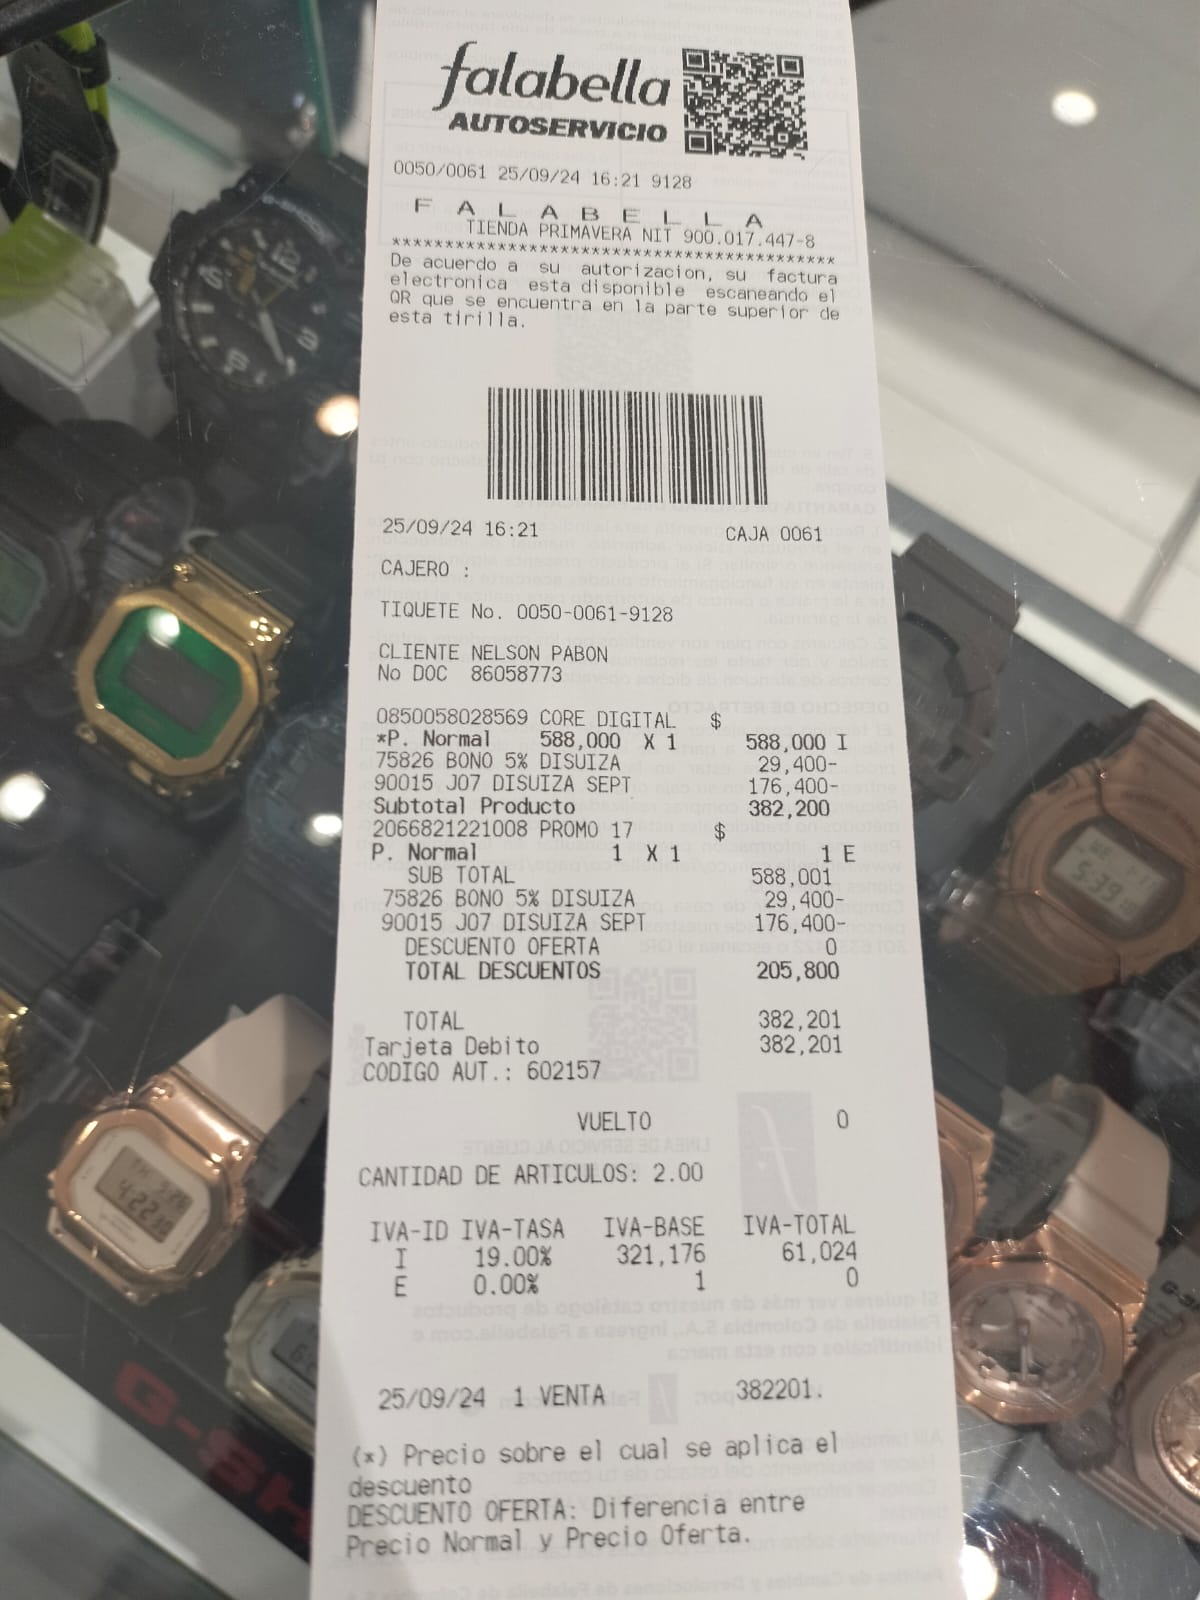 falabella
AUTOSERVICIO
0050/0061 25/09/24 16:21 9128
F A L A B E L L A
TIENDA PRIMAVERA NIT 900.017.447-8
******************************************
De acuerdo a su autorizacion, su factura
electronica esta disponible escaneando el
QR que se encuentra en la parte superior de
esta tirilla.
25/09/24 16:21 CAJA 0061
CAJERO :
TIQUETE No. 0050-0061-9128
CLIENTE NELSON PABON
No DOC 86058773
0850058028569 CORE DIGITAL $
*P. Normal 588,000 X 1 588,000 I
75826 BONO 5% DISUIZA 29,400-
90015 J07 DISUIZA SEPT 176,400-
Subtotal Producto 382,200
2066821221008 PROMO 17 $
P. Normal 1 X 1 1 E
SUB TOTAL 588,001
75826 BONO 5% DISUIZA 29,400-
90015 J07 DISUIZA SEPT 176,400-
DESCUENTO OFERTA 0
TOTAL DESCUENTOS 205,800
TOTAL 382,201
Tarjeta Debito 382,201
CODIGO AUT.: 602157
VUELTO 0
CANTIDAD DE ARTICULOS: 2.00
IVA-ID IVA-TASA IVA-BASE IVA-TOTAL
I 19.00% 321,176 61,024
E 0.00% 1 0
25/09/24 1 VENTA 382201.
(*) Precio sobre el cual se aplica el
descuento
DESCUENTO OFERTA: Diferencia entre
Precio Normal y Precio Oferta.
G-SHOCK
5:39